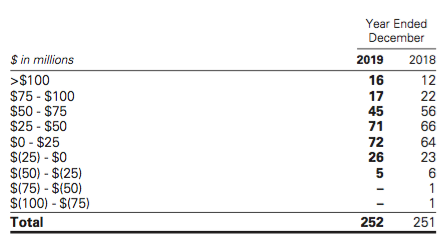 Year Ended
December
$ in millions 2019 2018
>$100 16 12
$75 - $100 17 22
$50 - $75 45 56
$25 - $50 71 66
$0 - $25 72 64
$(25) - $0 26 23
$(50) - $(25) 5 6
$(75) - $(50) – 1
$(100) - $(75) – 1
Total 252 251